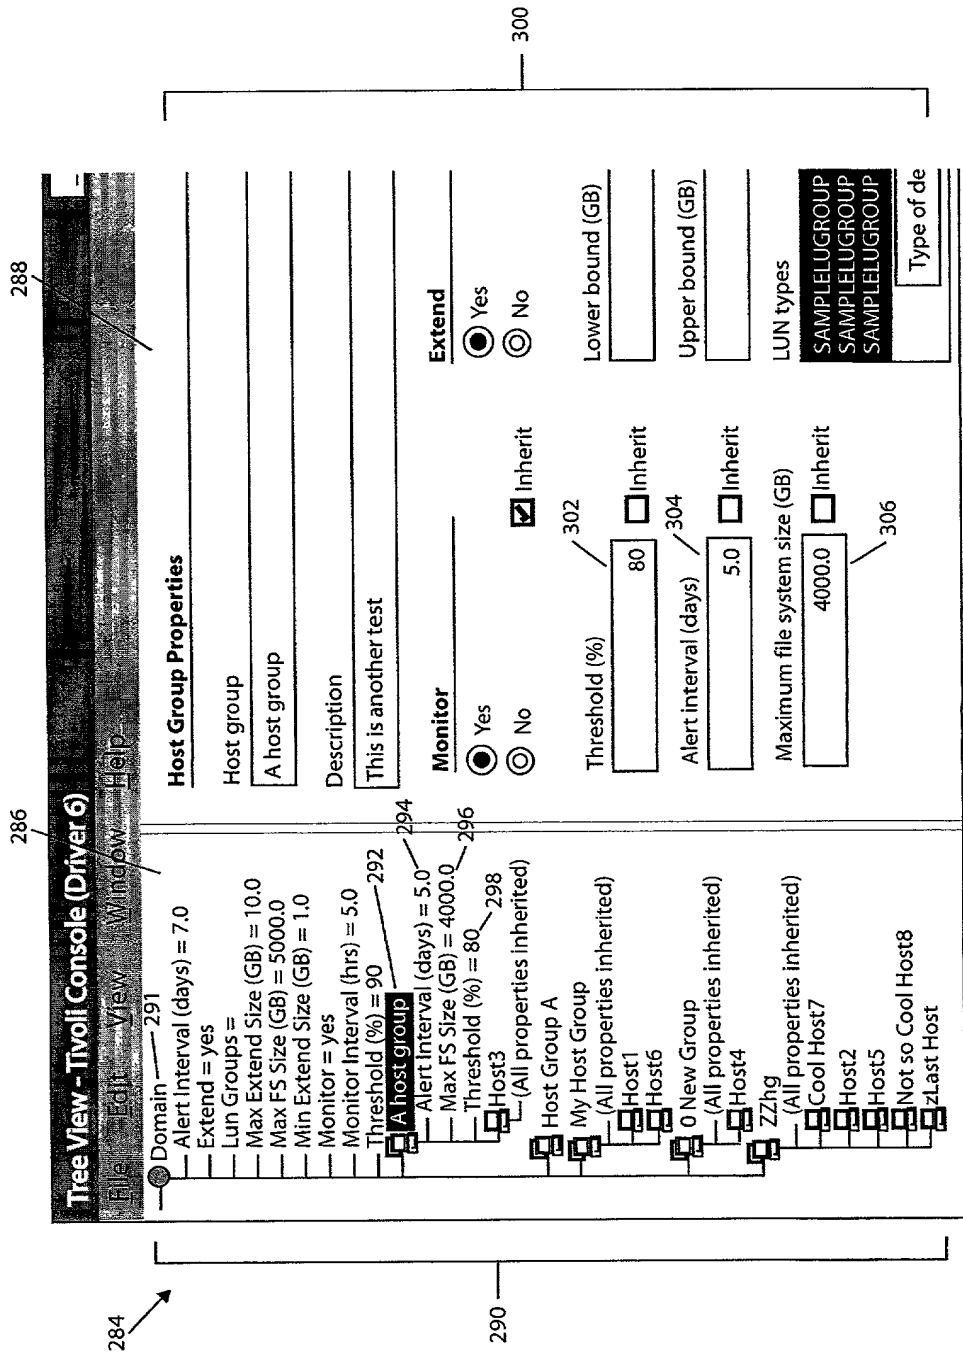 284
286
288
Tree View - Tivoli Console (Driver 6)
File Edit View Window Help
290
Domain
291
Alert Interval (days) = 7.0
Extend = yes
Lun Groups =
Max Extend Size (GB) = 10.0
Max FS Size (GB) = 5000.0
Min Extend Size (GB) = 1.0
Monitor = yes
Monitor Interval (hrs) = 5.0
Threshold (%) = 90
A host group
292
Alert Interval (days) = 5.0
294
Max FS Size (GB) = 4000.0
296
Threshold (%) = 80
298
Host3
(All properties inherited)
Host Group A
My Host Group
(All properties inherited)
Host1
Host6
0 New Group
(All properties inherited)
Host4
ZZhg
(All properties inherited)
Cool Host7
Host2
Host5
Not so Cool Host8
zLast Host
Host Group Properties
Host group
A host group
Description
This is another test
Monitor
Yes
No
Inherit
Extend
Yes
No
Threshold (%)
80
302
Inherit
Alert interval (days)
5.0
304
Inherit
Maximum file system size (GB)
4000.0
306
Inherit
Lower bound (GB)
Upper bound (GB)
LUN types
SAMPLELUGROUP
SAMPLELUGROUP
SAMPLELUGROUP
Type of de
300